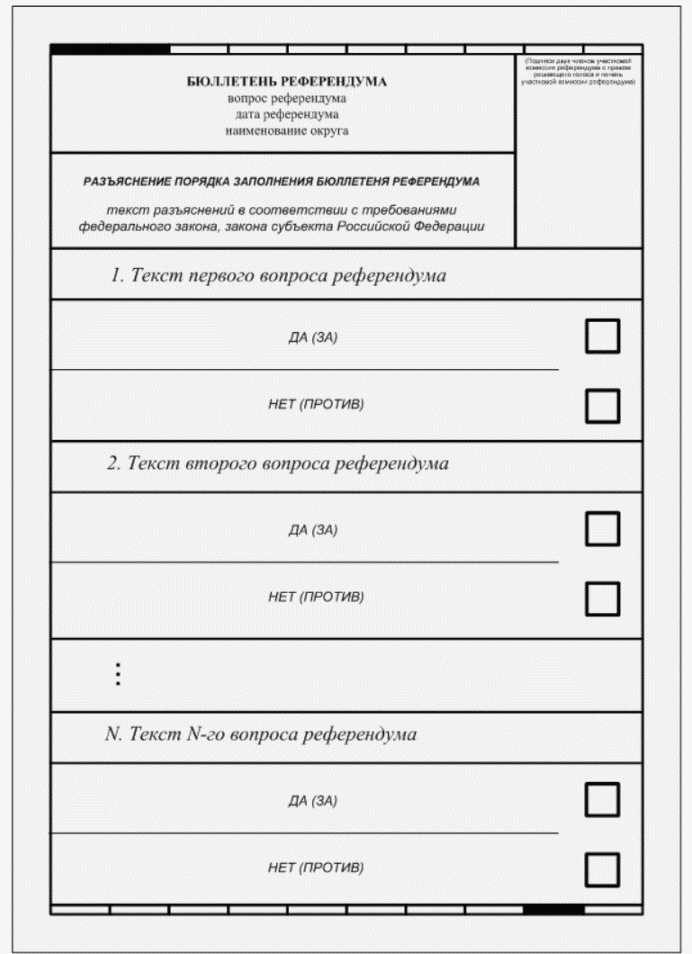 БЮЛЛЕТЕНЬ РЕФЕРЕНДУМА
вопрос референдума
дата референдума
наименование округа
(Подписи двух членов участковой
комиссии референдума с правом
решающего голоса и печать
участковой комиссии референдума)
РАЗЪЯСНЕНИЕ ПОРЯДКА ЗАПОЛНЕНИЯ БЮЛЛЕТЕНЯ РЕФЕРЕНДУМА
текст разъяснений в соответствии с требованиями
федерального закона, закона субъекта Российской Федерации
1. Текст первого вопроса референдума
ДА (ЗА)
НЕТ (ПРОТИВ)
2. Текст второго вопроса референдума
ДА (ЗА)
НЕТ (ПРОТИВ)
⋮
N. Текст N-го вопроса референдума
ДА (ЗА)
НЕТ (ПРОТИВ)